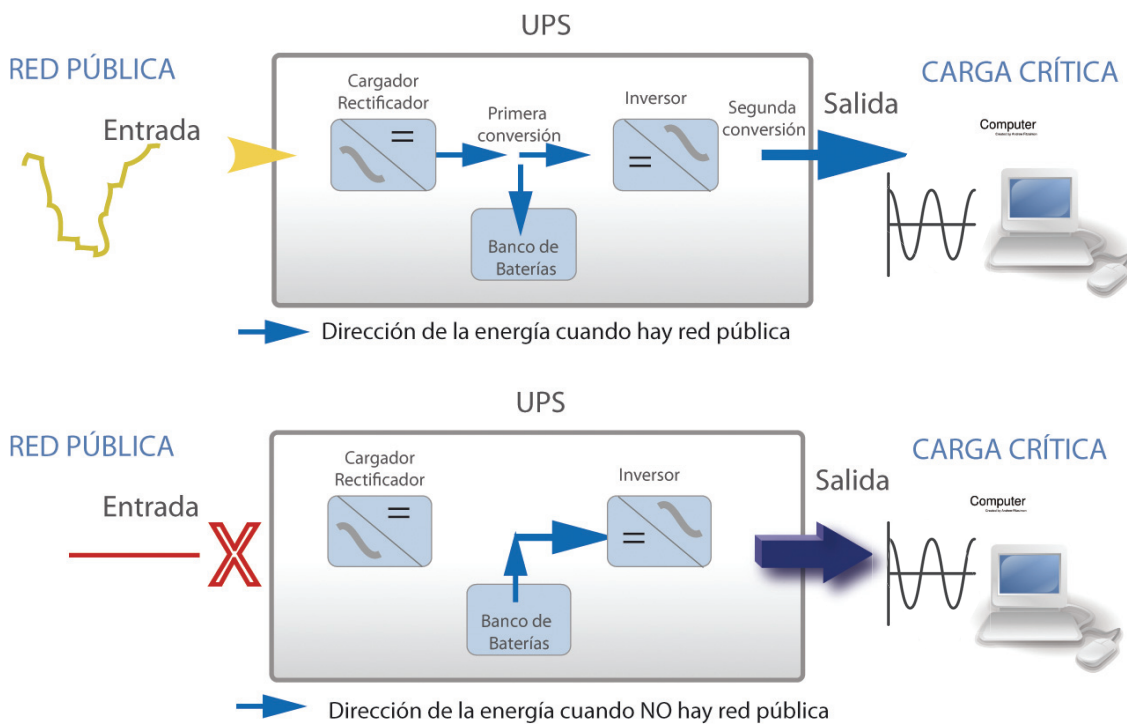 UPS
RED PÚBLICA
CARGA CRÍTICA
Entrada
Cargador
Rectificador
Primera
conversión
Inversor
Segunda
conversión
Salida
Computer
Banco de
Baterías
Dirección de la energía cuando hay red pública
UPS
RED PÚBLICA
CARGA CRÍTICA
Entrada
X
Cargador
Rectificador
Inversor
Salida
Computer
Banco de
Baterías
Dirección de la energía cuando NO hay red pública